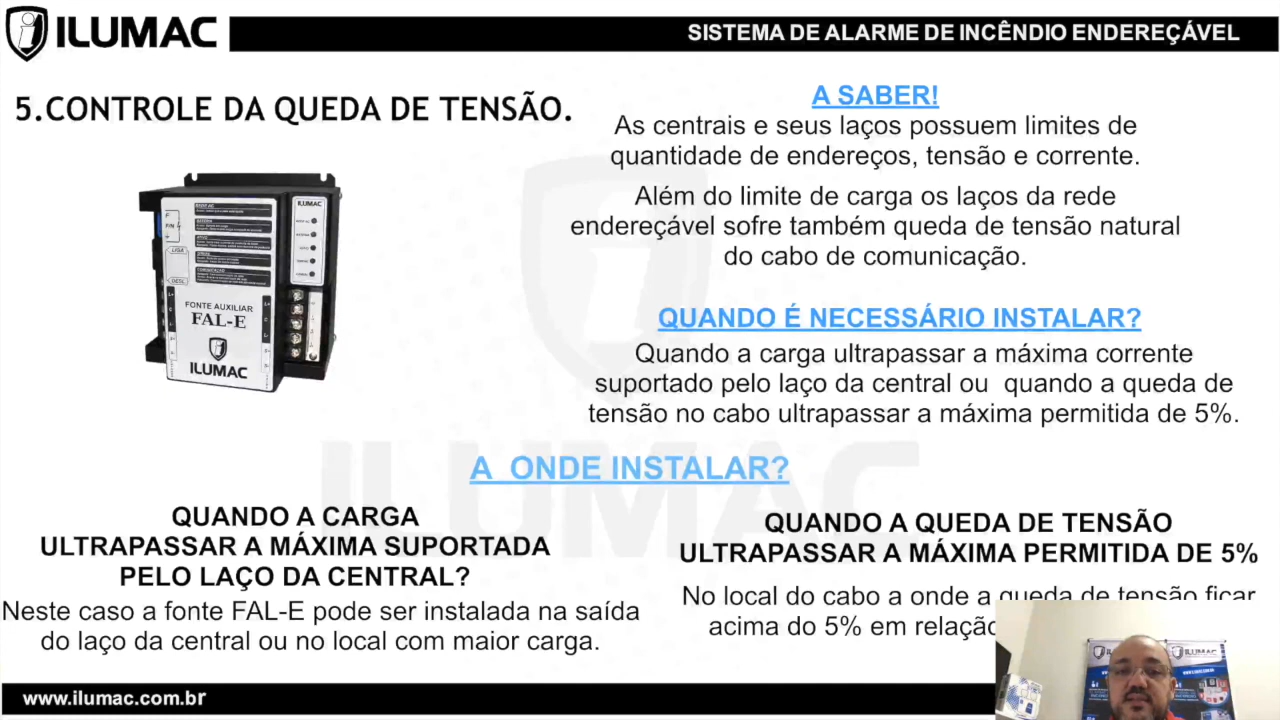 ILUMAC
SISTEMA DE ALARME DE INCÊNDIO ENDEREÇÁVEL
5.CONTROLE DA QUEDA DE TENSÃO.
A SABER!
As centrais e seus laços possuem limites de
quantidade de endereços, tensão e corrente.
Além do limite de carga os laços da rede
endereçável sofre também queda de tensão natural
do cabo de comunicação.
ILUMAC
LIGA
DESL
FONTE AUXILIAR
FAL-E
ILUMAC
QUANDO É NECESSÁRIO INSTALAR?
Quando a carga ultrapassar a máxima corrente
suportado pelo laço da central ou quando a queda de
tensão no cabo ultrapassar a máxima permitida de 5%.
ILUMAC
A ONDE INSTALAR?
QUANDO A CARGA
ULTRAPASSAR A MÁXIMA SUPORTADA
PELO LAÇO DA CENTRAL?
Neste caso a fonte FAL-E pode ser instalada na saída
do laço da central ou no local com maior carga.
QUANDO A QUEDA DE TENSÃO
ULTRAPASSAR A MÁXIMA PERMITIDA DE 5%
No local do cabo a onde a queda de tensão ficar
acima do 5% em relação
ILUMAC
www.ilumac.com.br